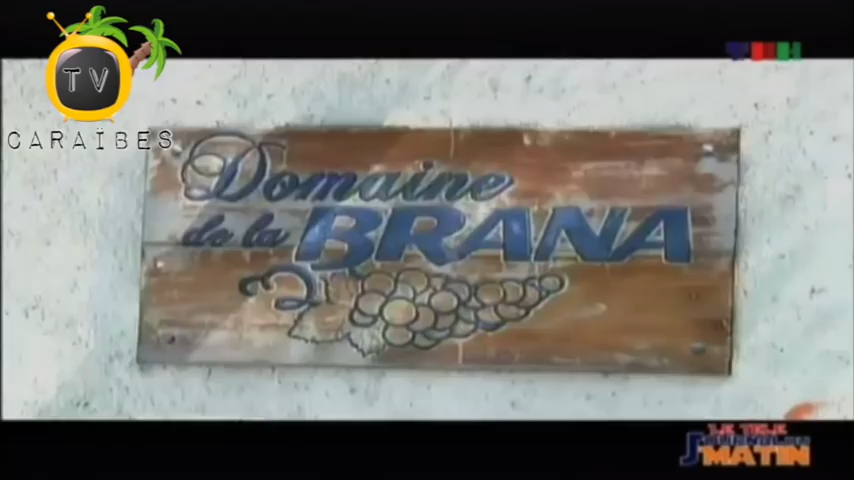 TV
CARAÏBES
Domaine
de la BRANA
LE TELE
MATIN